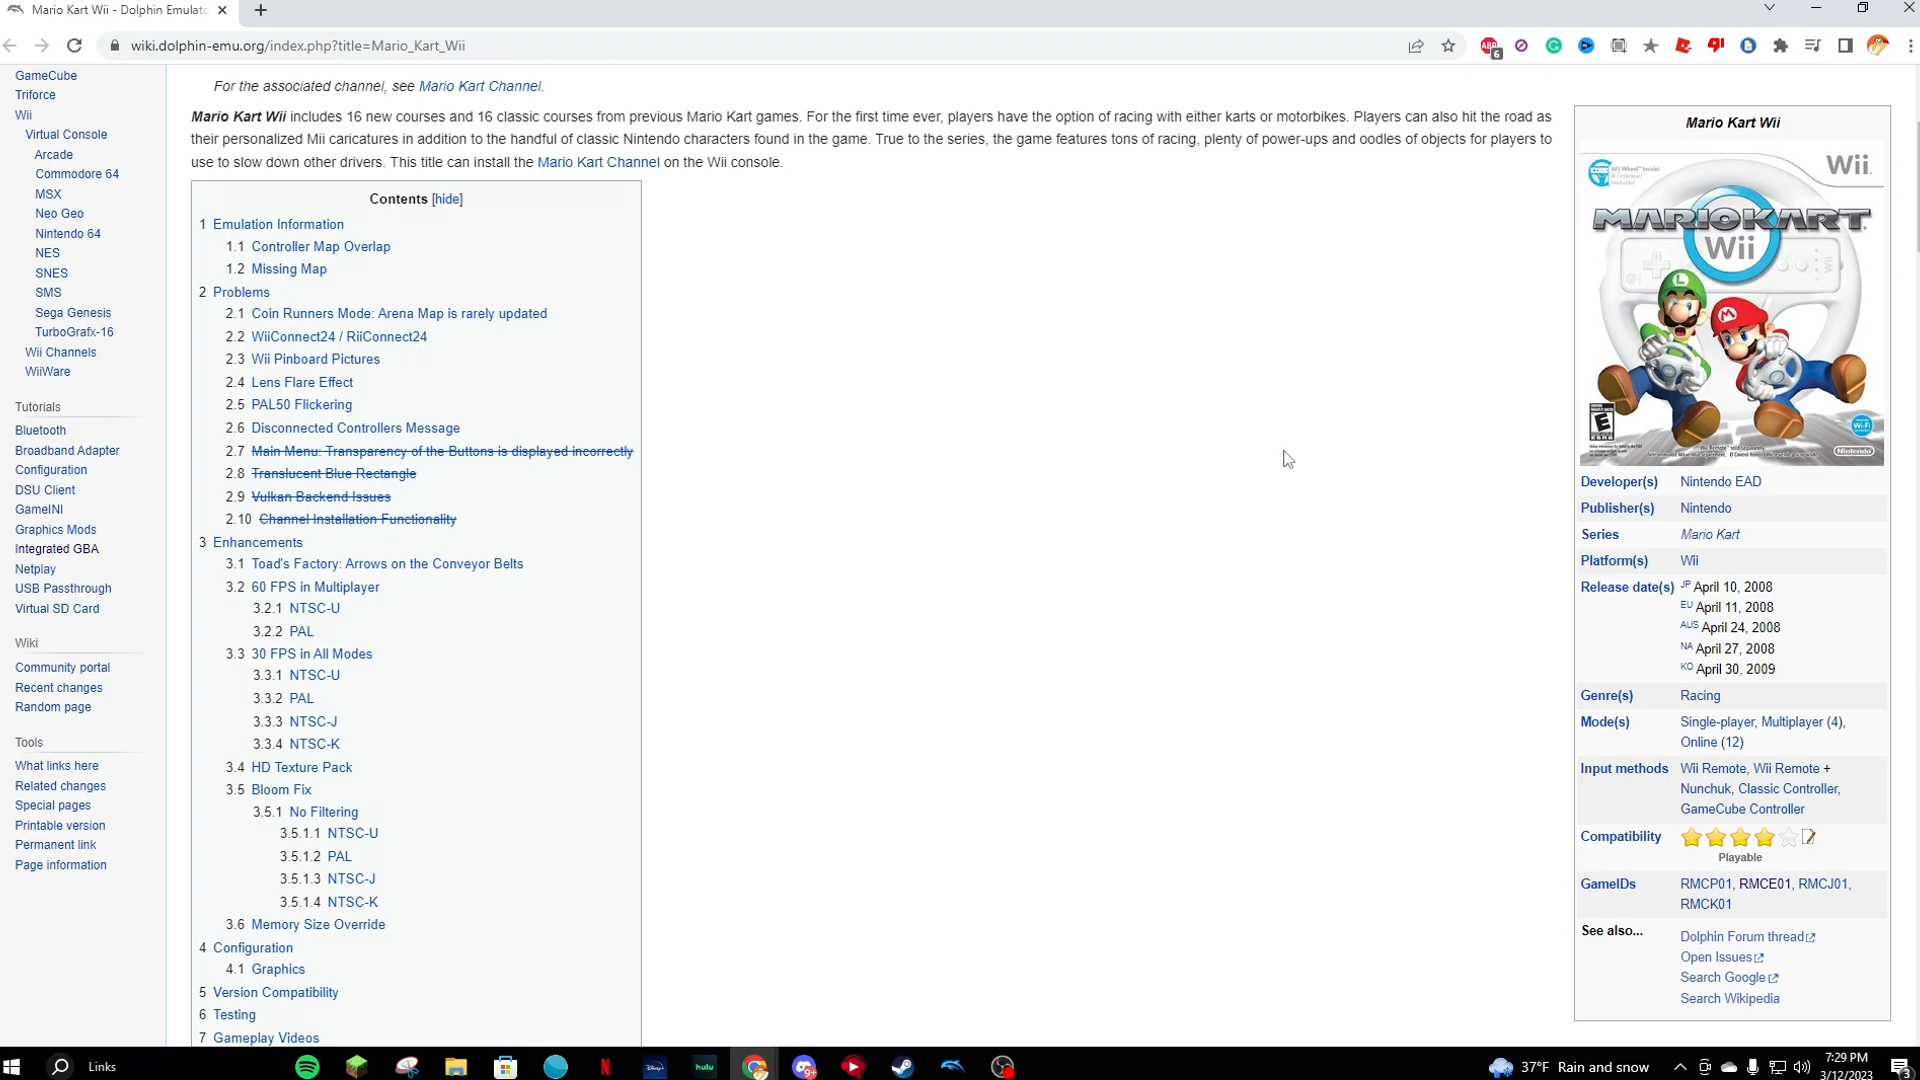 Mario Kart Wii - Dolphin Emulato
wiki.dolphin-emu.org/index.php?title=Mario_Kart_Wii
6
GameCube
Triforce
Wii
Virtual Console
Arcade
Commodore 64
MSX
Neo Geo
Nintendo 64
NES
SNES
SMS
Sega Genesis
TurboGrafx-16
Wii Channels
WiiWare
Tutorials
Bluetooth
Broadband Adapter
Configuration
DSU Client
GameINI
Graphics Mods
Integrated GBA
Netplay
USB Passthrough
Virtual SD Card
Wiki
Community portal
Recent changes
Random page
Tools
What links here
Related changes
Special pages
Printable version
Permanent link
Page information
For the associated channel, see Mario Kart Channel.
Mario Kart Wii includes 16 new courses and 16 classic courses from previous Mario Kart games. For the first time ever, players have the option of racing with either karts or motorbikes. Players can also hit the road as
their personalized Mii caricatures in addition to the handful of classic Nintendo characters found in the game. True to the series, the game features tons of racing, plenty of power-ups and oodles of objects for players to
use to slow down other drivers. This title can install the Mario Kart Channel on the Wii console.
Contents [hide]
1 Emulation Information
1.1 Controller Map Overlap
1.2 Missing Map
2 Problems
2.1 Coin Runners Mode: Arena Map is rarely updated
2.2 WiiConnect24 / RiiConnect24
2.3 Wii Pinboard Pictures
2.4 Lens Flare Effect
2.5 PAL50 Flickering
2.6 Disconnected Controllers Message
2.7 Main Menu: Transparency of the Buttons is displayed incorrectly
2.8 Translucent Blue Rectangle
2.9 Vulkan Backend Issues
2.10 Channel Installation Functionality
3 Enhancements
3.1 Toad's Factory: Arrows on the Conveyor Belts
3.2 60 FPS in Multiplayer
3.2.1 NTSC-U
3.2.2 PAL
3.3 30 FPS in All Modes
3.3.1 NTSC-U
3.3.2 PAL
3.3.3 NTSC-J
3.3.4 NTSC-K
3.4 HD Texture Pack
3.5 Bloom Fix
3.5.1 No Filtering
3.5.1.1 NTSC-U
3.5.1.2 PAL
3.5.1.3 NTSC-J
3.5.1.4 NTSC-K
3.6 Memory Size Override
4 Configuration
4.1 Graphics
5 Version Compatibility
6 Testing
7 Gameplay Videos
Mario Kart Wii
Wii
MARIOKART
Wii
L
M
E
Wi-Fi
Nintendo
Developer(s) Nintendo EAD
Publisher(s) Nintendo
Series Mario Kart
Platform(s) Wii
Release date(s) JP April 10, 2008
EU April 11, 2008
AUS April 24, 2008
NA April 27, 2008
KO April 30, 2009
Genre(s) Racing
Mode(s) Single-player, Multiplayer (4),
Online (12)
Input methods Wii Remote, Wii Remote +
Nunchuk, Classic Controller,
GameCube Controller
Compatibility
Playable
GameIDs RMCP01, RMCE01, RMCJ01,
RMCK01
See also... Dolphin Forum thread
Open Issues
Search Google
Search Wikipedia
Links
hulu
9+
37°F Rain and snow
7:29 PM
3/12/2023
3